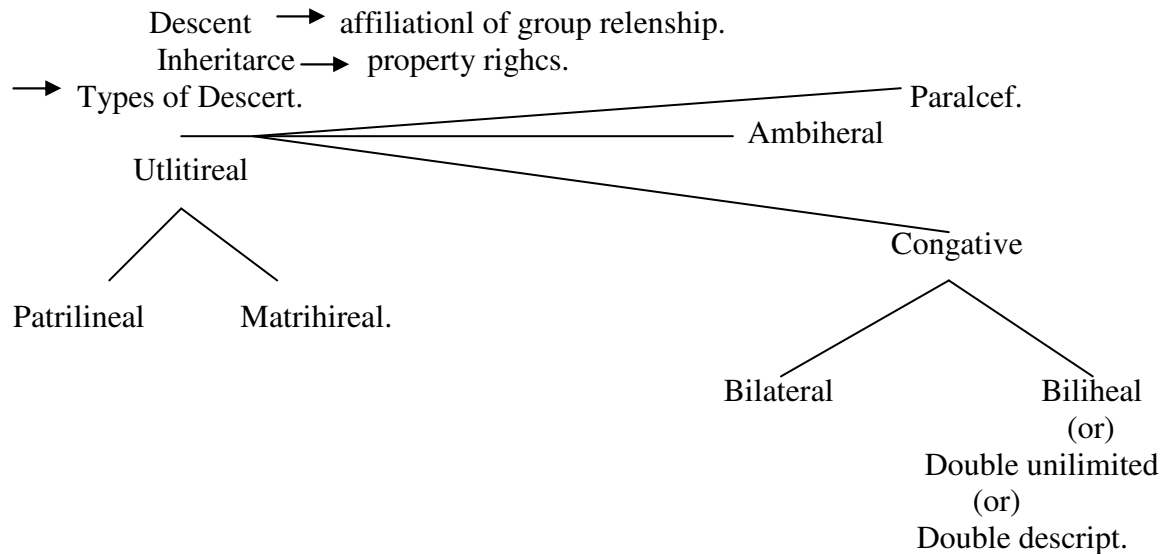 Descent → affiliationl of group relenship.
Inheritarce → property righcs.
→ Types of Descert.
Paralcef.
Ambiheral
Utlitireal
Congative
Patrilineal Matrihireal.
Bilateral Biliheal
(or)
Double unilimited
(or)
Double descript.